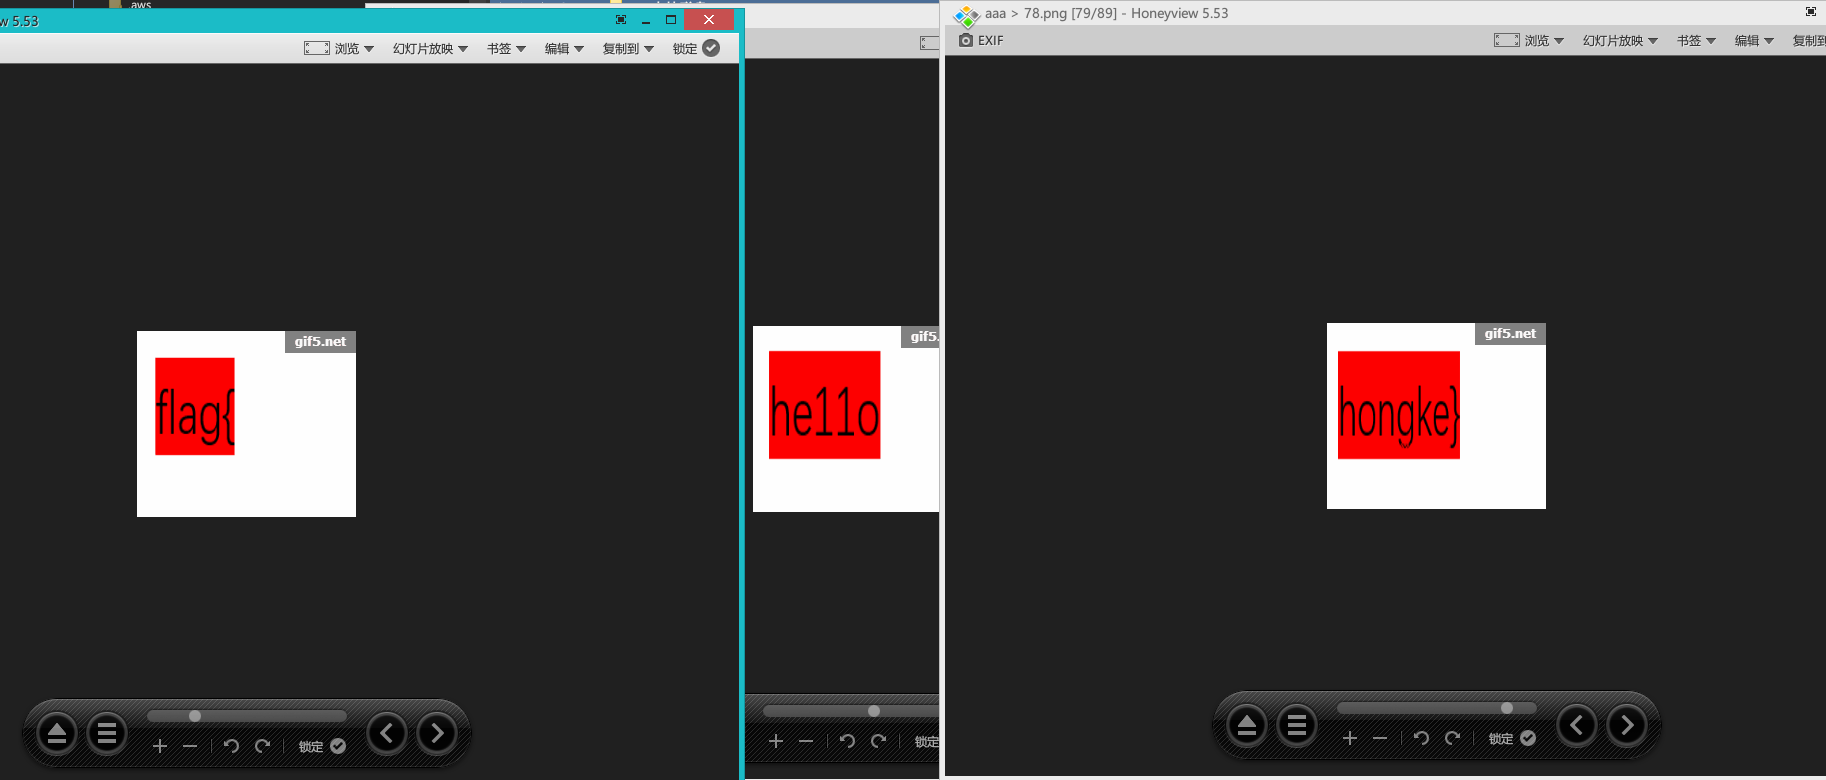 aws
w 5.53
浏览 幻灯片放映 书签 编辑 复制到 锁定
gif5.net
flag{
锁定
gif5.
he11o
锁定
aaa > 78.png [79/89] - Honeyview 5.53
EXIF
浏览 幻灯片放映 书签 编辑 复制到
gif5.net
hongke}
锁定